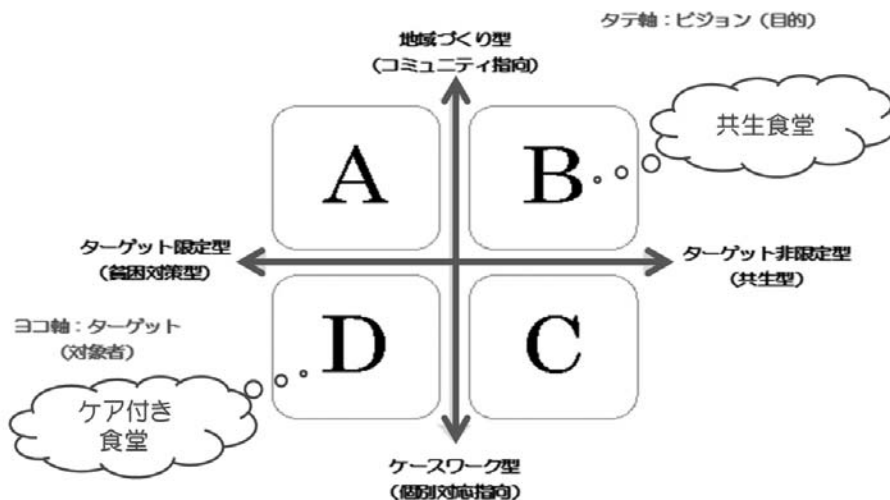 タテ軸：ビジョン（目的）
地域づくり型
（コミュニティ指向）
共生食堂
A
B
ターゲット限定型
（貧困対策型）
ターゲット非限定型
（共生型）
ヨコ軸：ターゲット
（対象者）
D
C
ケア付き
食堂
ケースワーク型
（個別対応指向）